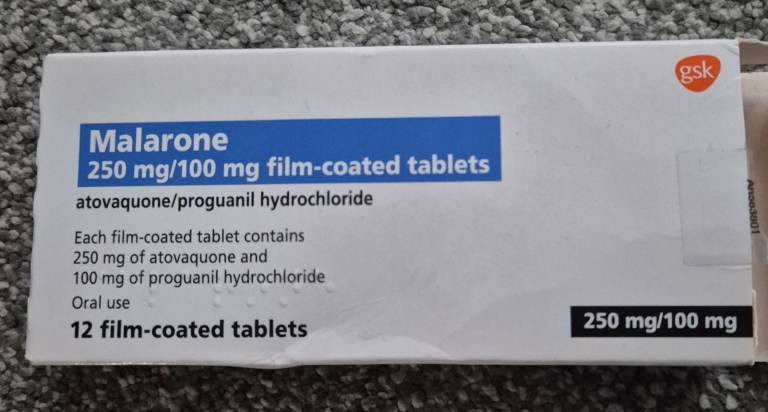 gsk
Malarone
250 mg/100 mg film-coated tablets
atovaquone/proguanil hydrochloride
Each film-coated tablet contains
250 mg of atovaquone and
100 mg of proguanil hydrochloride
Oral use
12 film-coated tablets
250 mg/100 mg